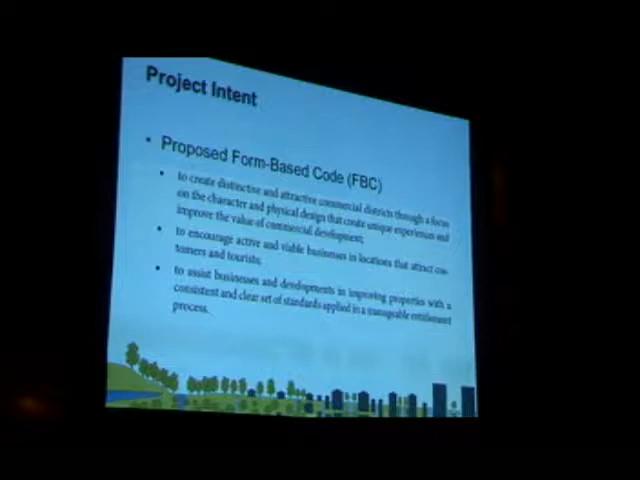 Project Intent
• Proposed Form-Based Code (FBC)
• to create distinctive and attractive commercial districts through a focus
on the character and physical design that create unique experiences and
improve the value of commercial development;
• to encourage active and viable businesses in locations that attract cus-
tomers and tourists;
• to assist businesses and developments in improving properties with a
consistent and clear set of standards applied in a manageable entitlement
process.